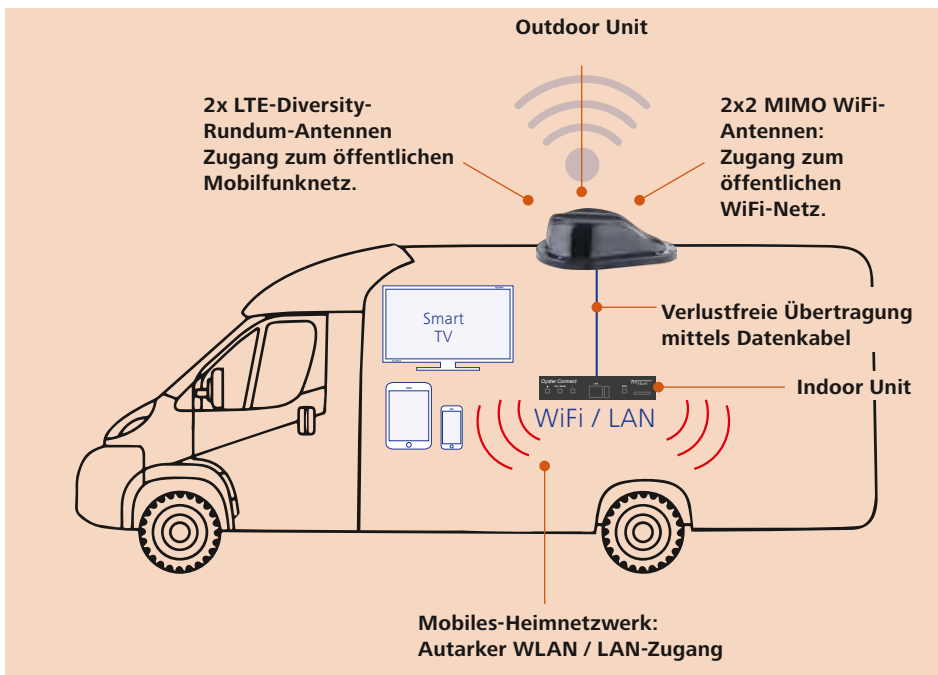 Outdoor Unit
2x LTE-Diversity-
Rundum-Antennen
Zugang zum öffentlichen
Mobilfunknetz.
2x2 MIMO WiFi-
Antennen:
Zugang zum
öffentlichen
WiFi-Netz.
Smart
TV
Verlustfreie Übertragung
mittels Datenkabel
Oyster Connect
Indoor Unit
WiFi / LAN
Mobiles-Heimnetzwerk:
Autarker WLAN / LAN-Zugang